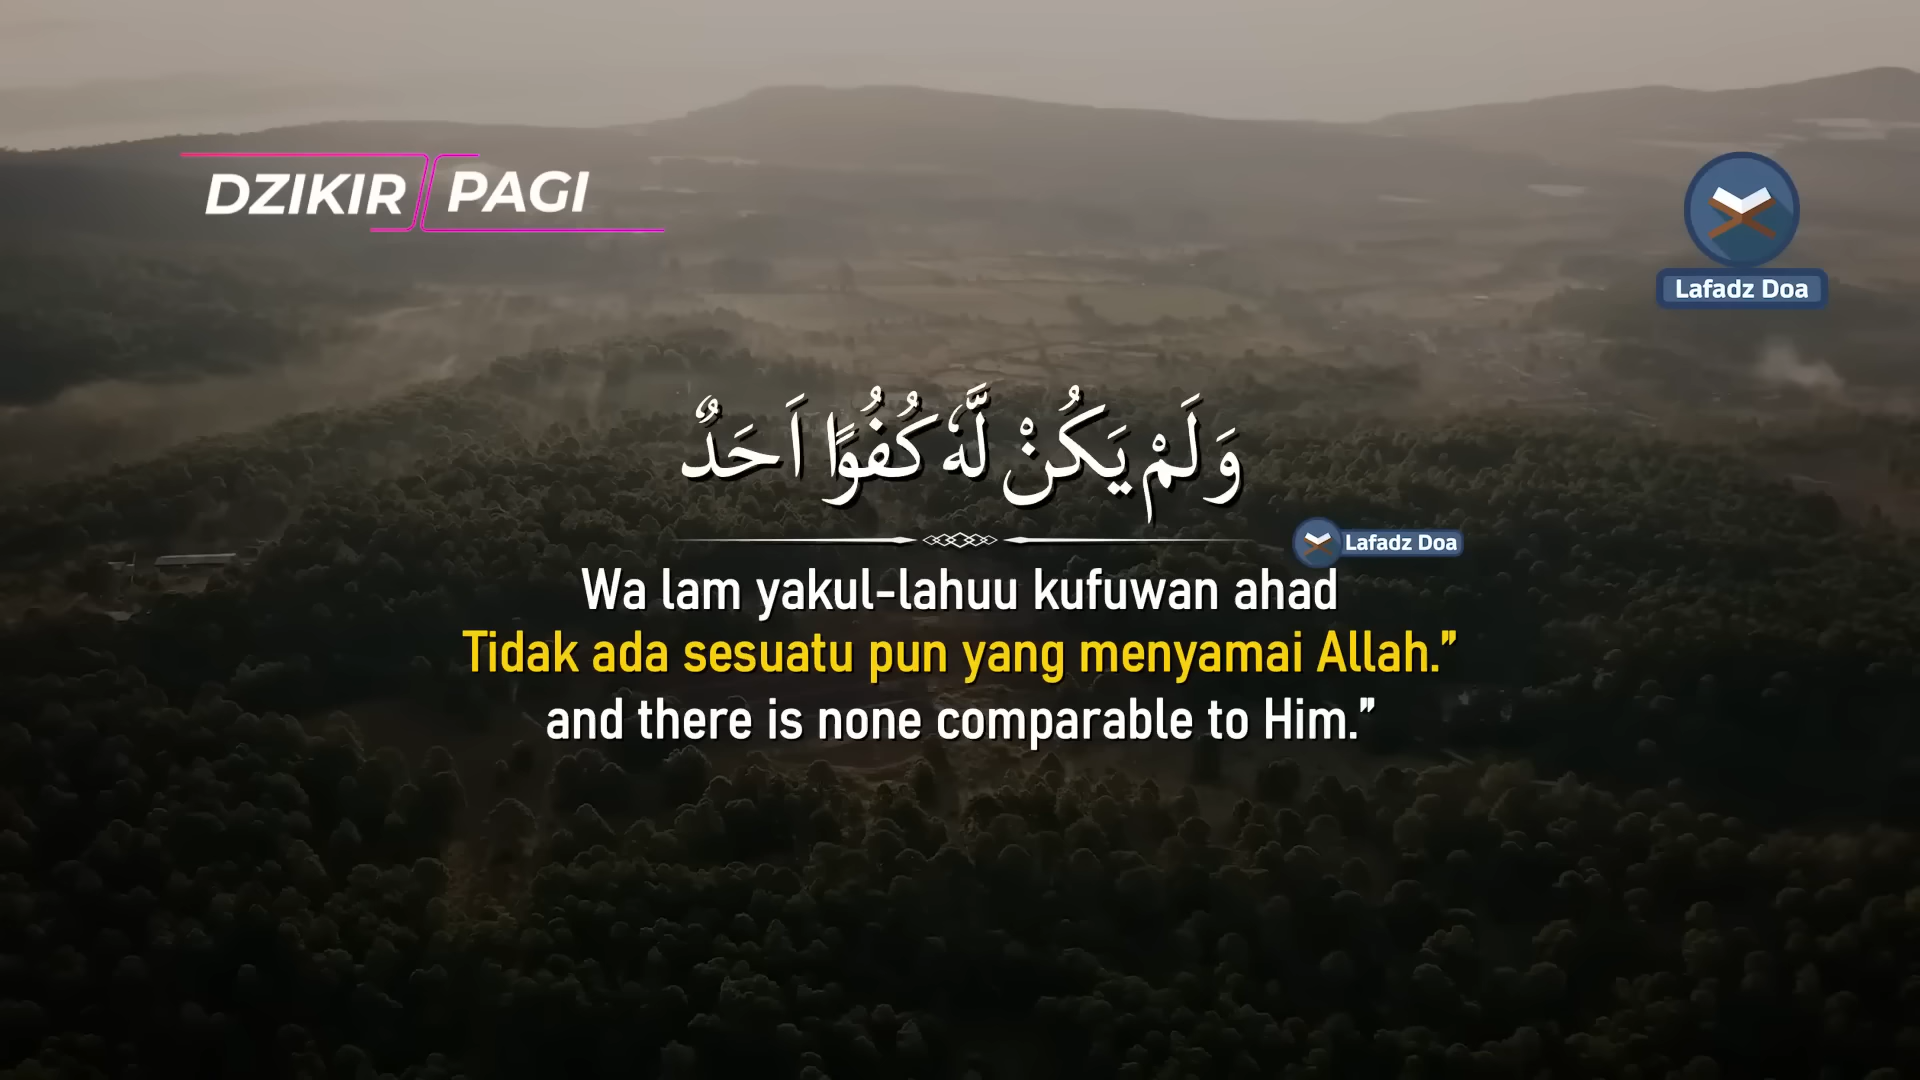 DZIKIR PAGI
Lafadz Doa
وَلَمْ يَكُنْ لَّهٗ كُفُوًا اَحَدٌ
Lafadz Doa
Wa lam yakul-lahuu kufuwan ahad
Tidak ada sesuatu pun yang menyamai Allah.”
and there is none comparable to Him.”